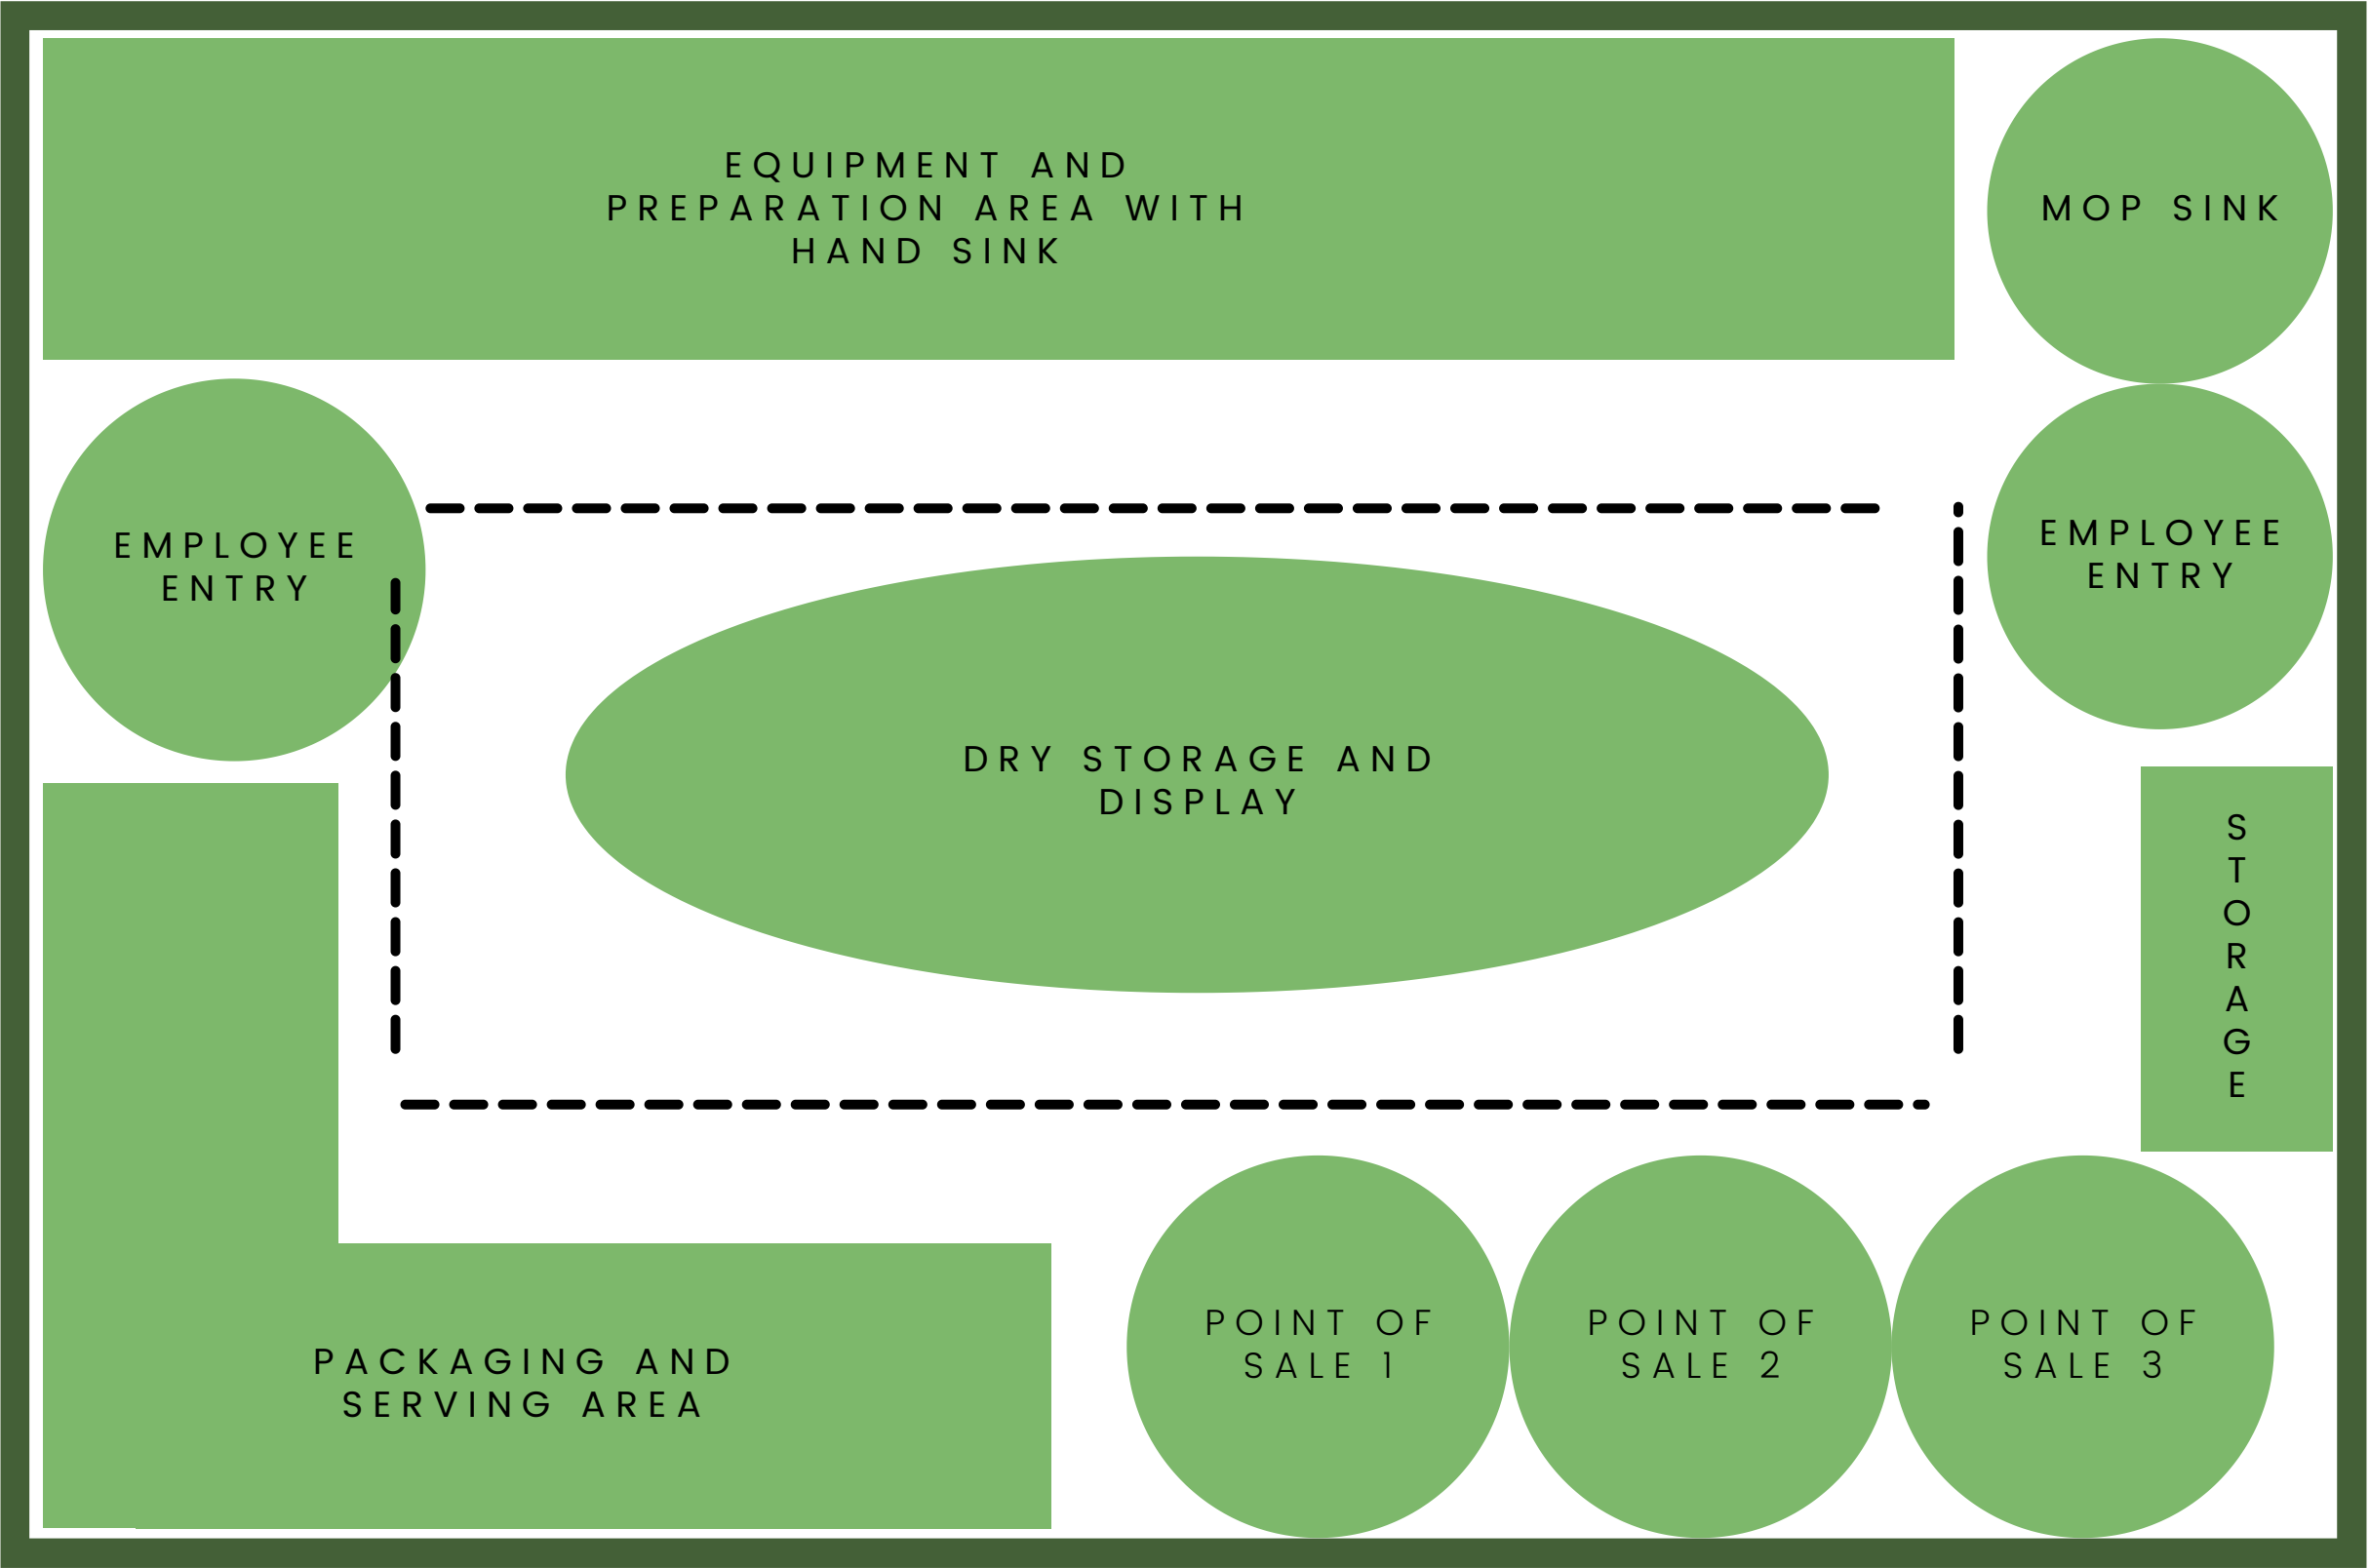 EQUIPMENT AND
PREPARATION AREA WITH
HAND SINK
MOP SINK
EMPLOYEE
ENTRY
EMPLOYEE
ENTRY
DRY STORAGE AND
DISPLAY
S
T
O
R
A
G
E
PACKAGING AND
SERVING AREA
POINT OF
SALE 1
POINT OF
SALE 2
POINT OF
SALE 3